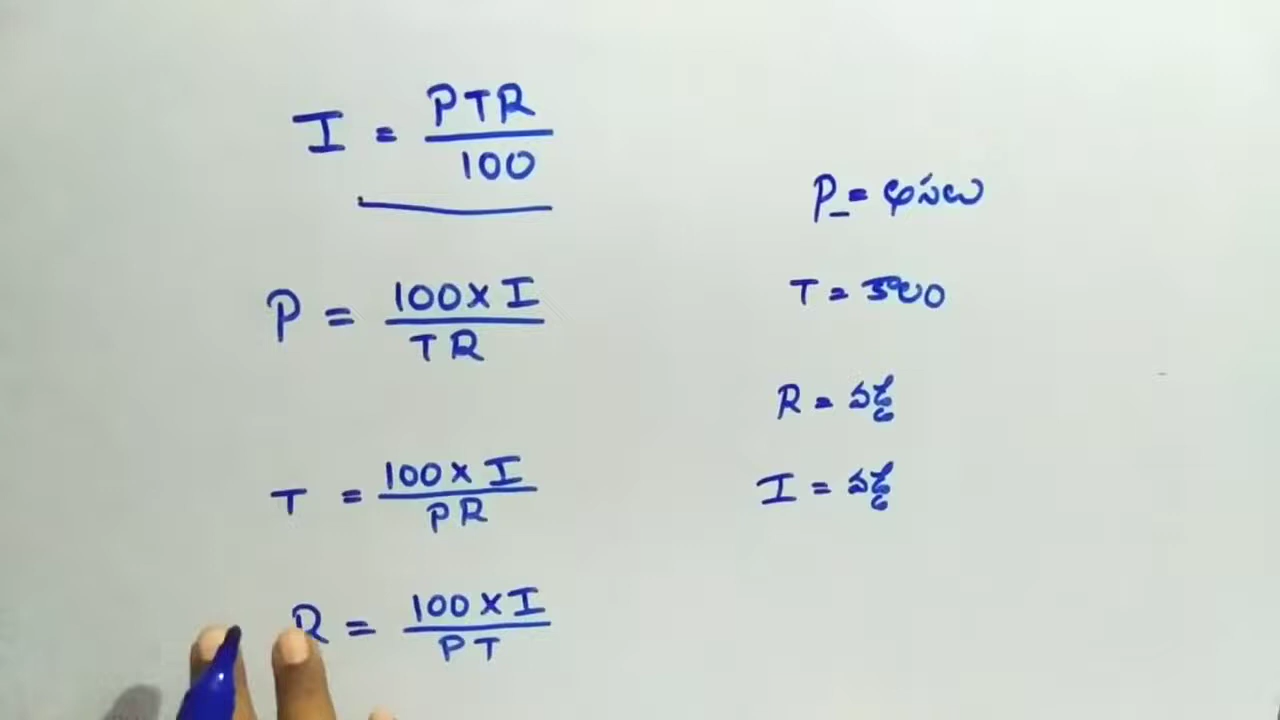 I = PTR / 100
P = 100 x I / TR
T = 100 x I / PR
R = 100 x I / PT
P = అసలు
T = కాలం
R = వడ్డీ
I = వడ్డీ